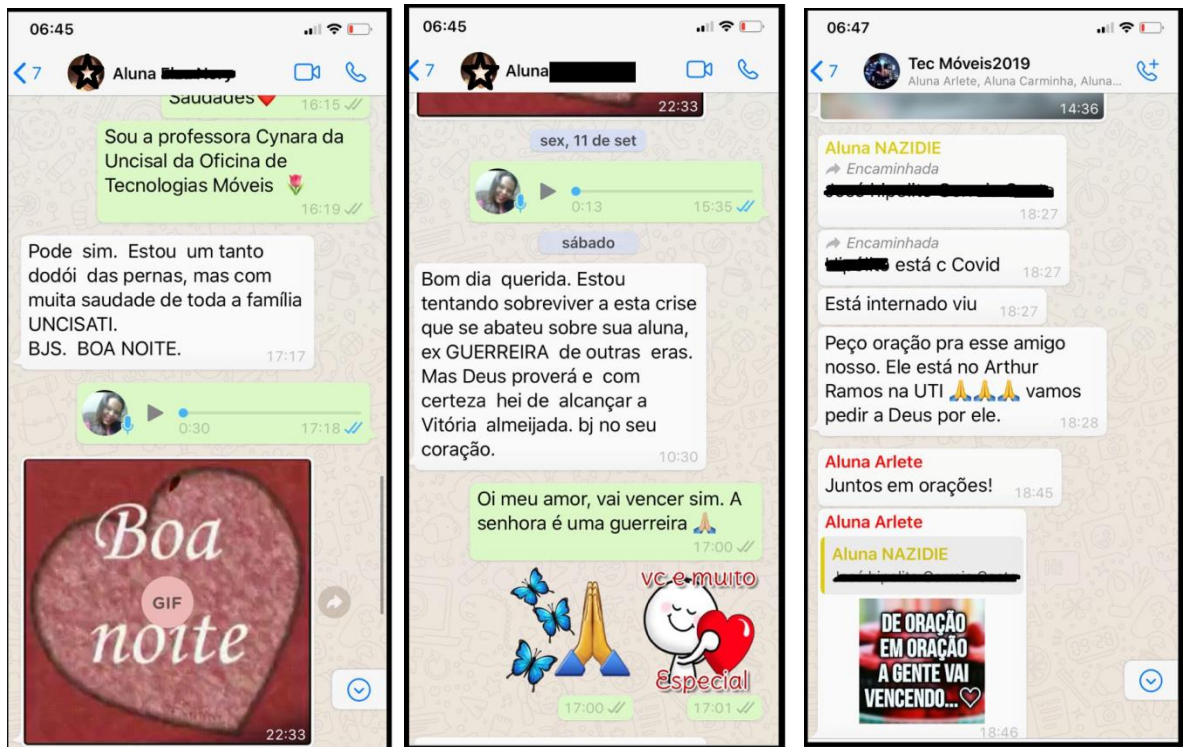 06:45
7
Aluna
Saudades❤️
16:15
Sou a professora Cynara da
Uncisal da Oficina de
Tecnologias Móveis 🌷
16:19
Pode sim. Estou um tanto
dodói das pernas, mas com
muita saudade de toda a família
UNCISATI.
BJS. BOA NOITE.
17:17
0:30
17:18
Boa
GIF
noite
22:33
06:45
7
Aluna
22:33
sex, 11 de set
0:13
15:35
sábado
Bom dia querida. Estou
tentando sobreviver a esta crise
que se abateu sobre sua aluna,
ex GUERREIRA de outras eras.
Mas Deus proverá e com
certeza hei de alcançar a
Vitória almeijada. bj no seu
coração.
10:30
Oi meu amor, vai vencer sim. A
senhora é uma guerreira 🙏🏼
17:00
vc e muito
Especial
17:00
17:01
06:47
7
Tec Móveis2019
Aluna Arlete, Aluna Carminha, Aluna...
14:36
Aluna NAZIDIE
Encaminhada
18:27
Encaminhada
está c Covid
18:27
Está internado viu
18:27
Peço oração pra esse amigo
nosso. Ele está no Arthur
Ramos na UTI 🙏🙏🙏 vamos
pedir a Deus por ele.
18:28
Aluna Arlete
Juntos em orações!
18:45
Aluna Arlete
Aluna NAZIDIE
DE ORAÇÃO
EM ORAÇÃO
A GENTE VAI
VENCENDO...♡
18:46